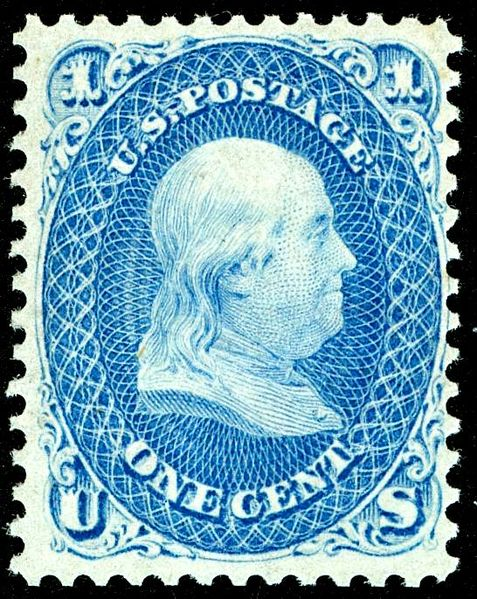 1 1
U.S. POSTAGE
ONE CENT
U S